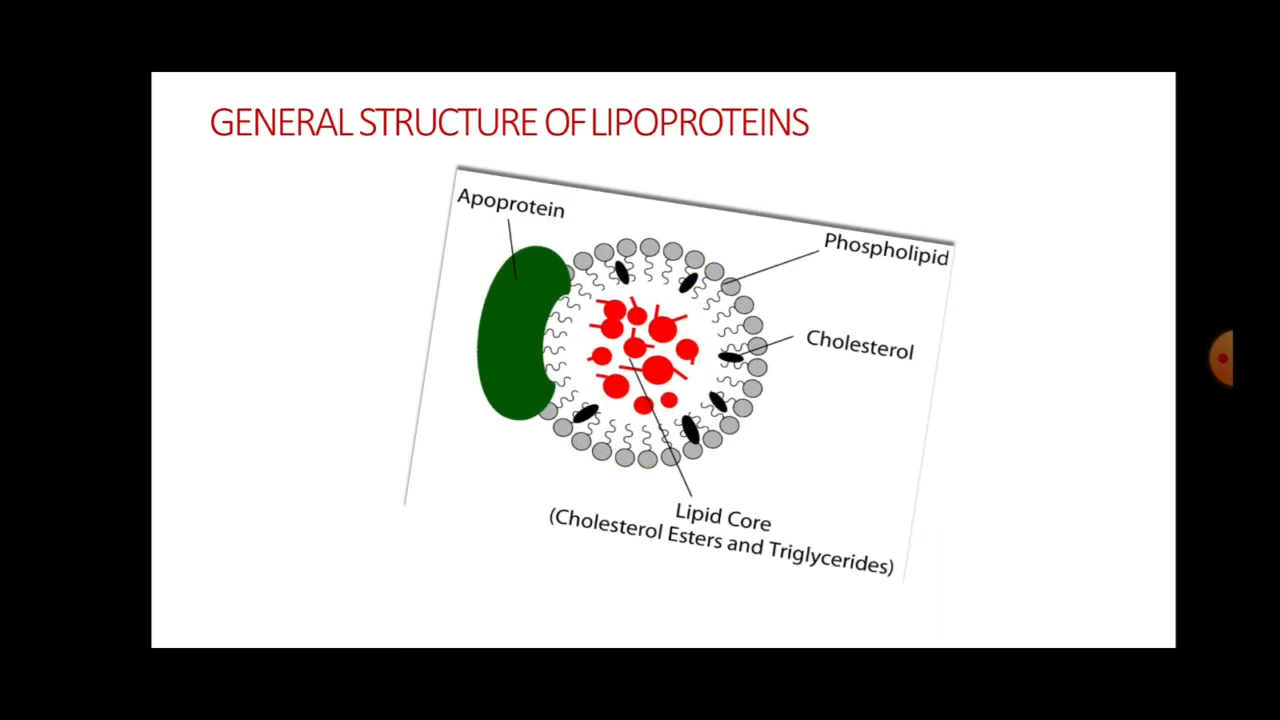 GENERAL STRUCTURE OF LIPOPROTEINS
Apoprotein
Phospholipid
Cholesterol
Lipid Core
(Cholesterol Esters and Triglycerides)